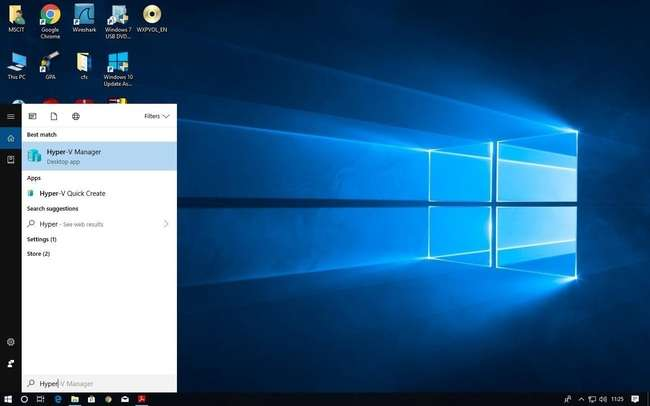 MSCIT
Google Chrome
Wireshark
Windows 7 USB DVD...
WXPVOL_EN
This PC
GPA
cfs
Windows 10 Update As...
Filters
Best match
Hyper-V Manager
Desktop app
Apps
Hyper-V Quick Create
Search suggestions
Hyper - See web results
Settings (1)
Store (2)
Hyper-V Manager
11:25